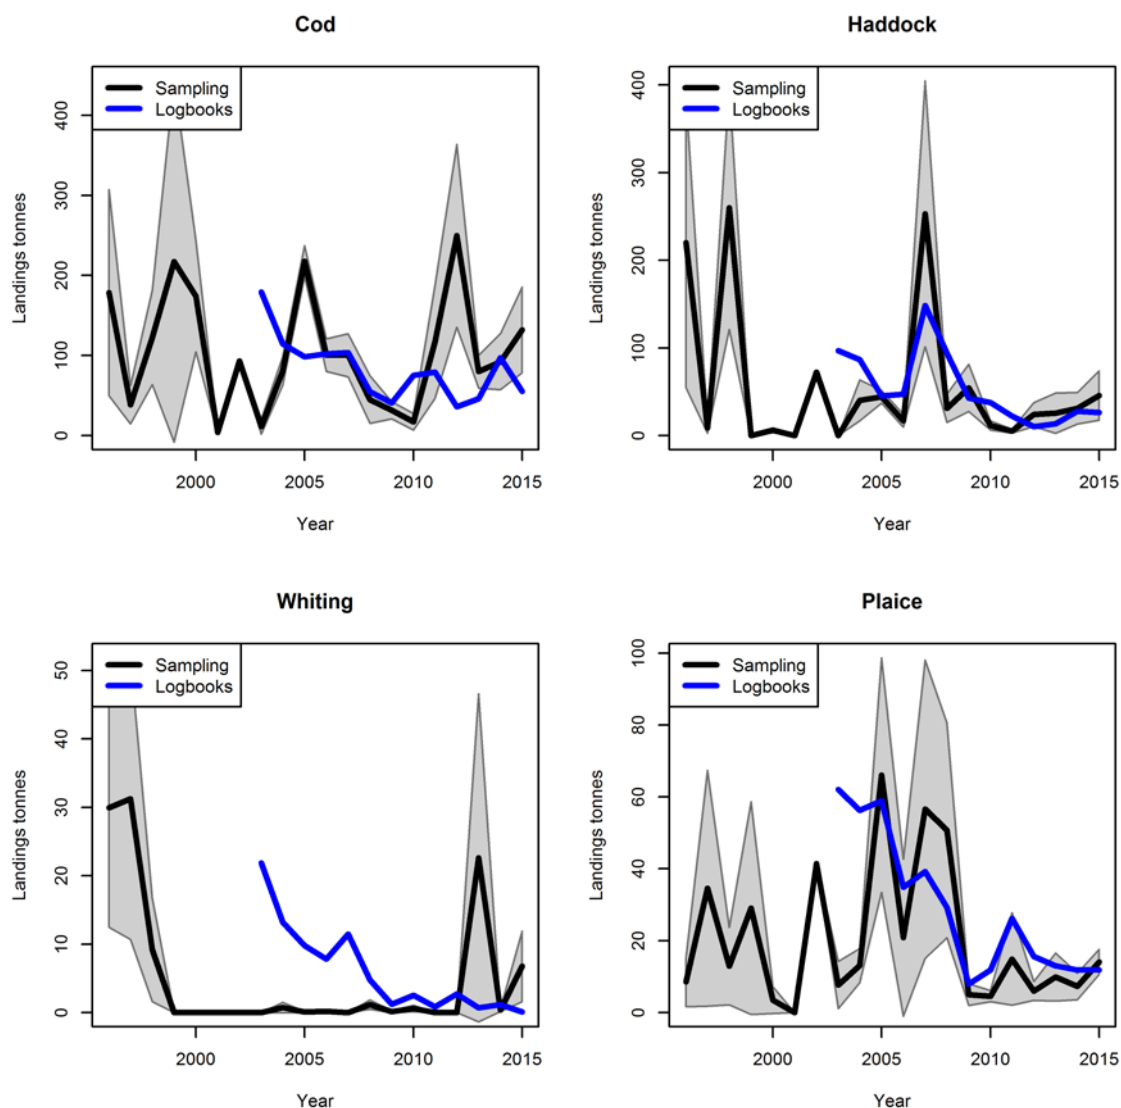 Cod
Sampling
Logbooks
Landings tonnes
0 100 200 300 400
2000 2005 2010 2015
Year
Haddock
Sampling
Logbooks
Landings tonnes
0 100 200 300 400
2000 2005 2010 2015
Year
Whiting
Sampling
Logbooks
Landings tonnes
0 10 20 30 40 50
2000 2005 2010 2015
Year
Plaice
Sampling
Logbooks
Landings tonnes
0 20 40 60 80 100
2000 2005 2010 2015
Year